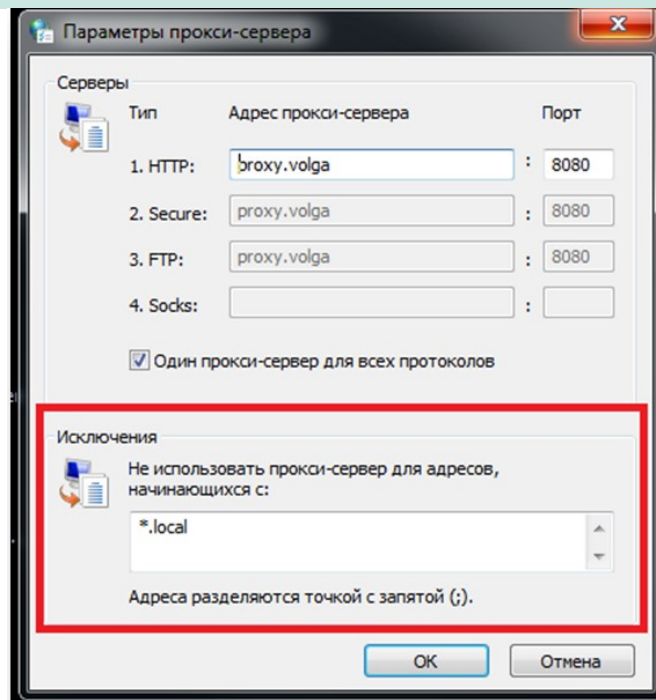 Параметры прокси-сервера
Серверы
Тип Адрес прокси-сервера Порт
1. HTTP: proxy.volga : 8080
2. Secure: proxy.volga : 8080
3. FTP: proxy.volga : 8080
4. Socks: :
Один прокси-сервер для всех протоколов
Исключения
Не использовать прокси-сервер для адресов,
начинающихся с:
*.local
Адреса разделяются точкой с запятой (;).
ОК Отмена